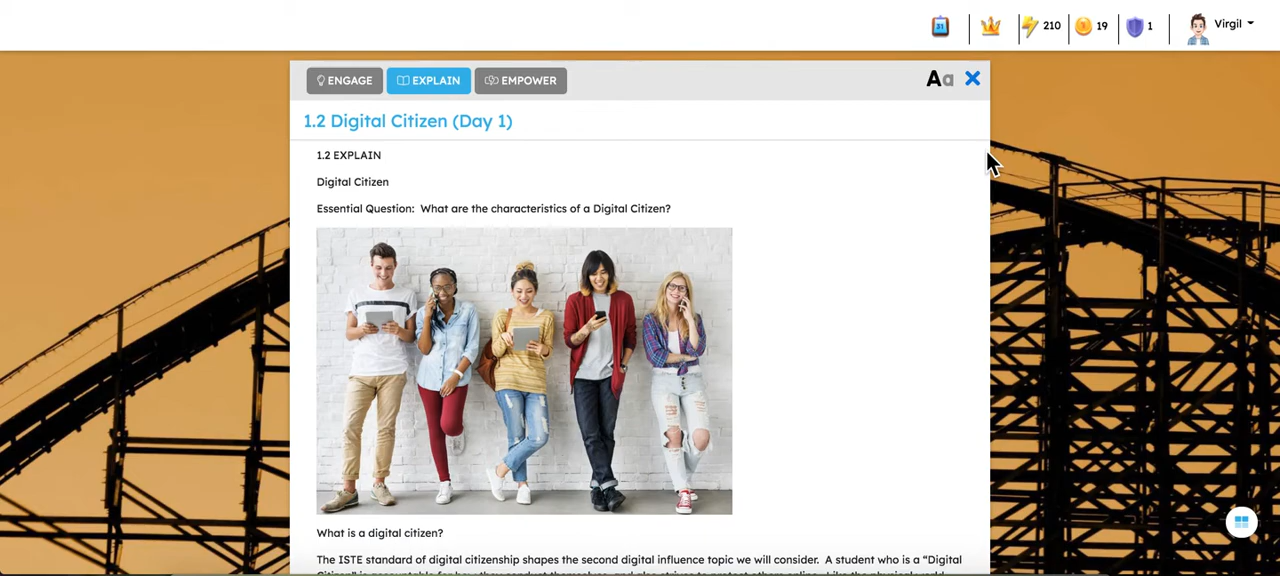 31 210 19 1 Virgil
ENGAGE EXPLAIN EMPOWER Aa
1.2 Digital Citizen (Day 1)
1.2 EXPLAIN
Digital Citizen
Essential Question: What are the characteristics of a Digital Citizen?
What is a digital citizen?
The ISTE standard of digital citizenship shapes the second digital influence topic we will consider. A student who is a “Digital